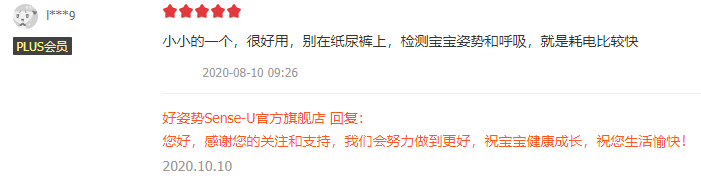 l***9
PLUS会员
小小的一个，很好用，别在纸尿裤上，检测宝宝姿势和呼吸，就是耗电比较快
2020-08-10 09:26
好姿势Sense-U官方旗舰店 回复：
您好，感谢您的关注和支持，我们会努力做到更好，祝宝宝健康成长，祝您生活愉快！
2020.10.10